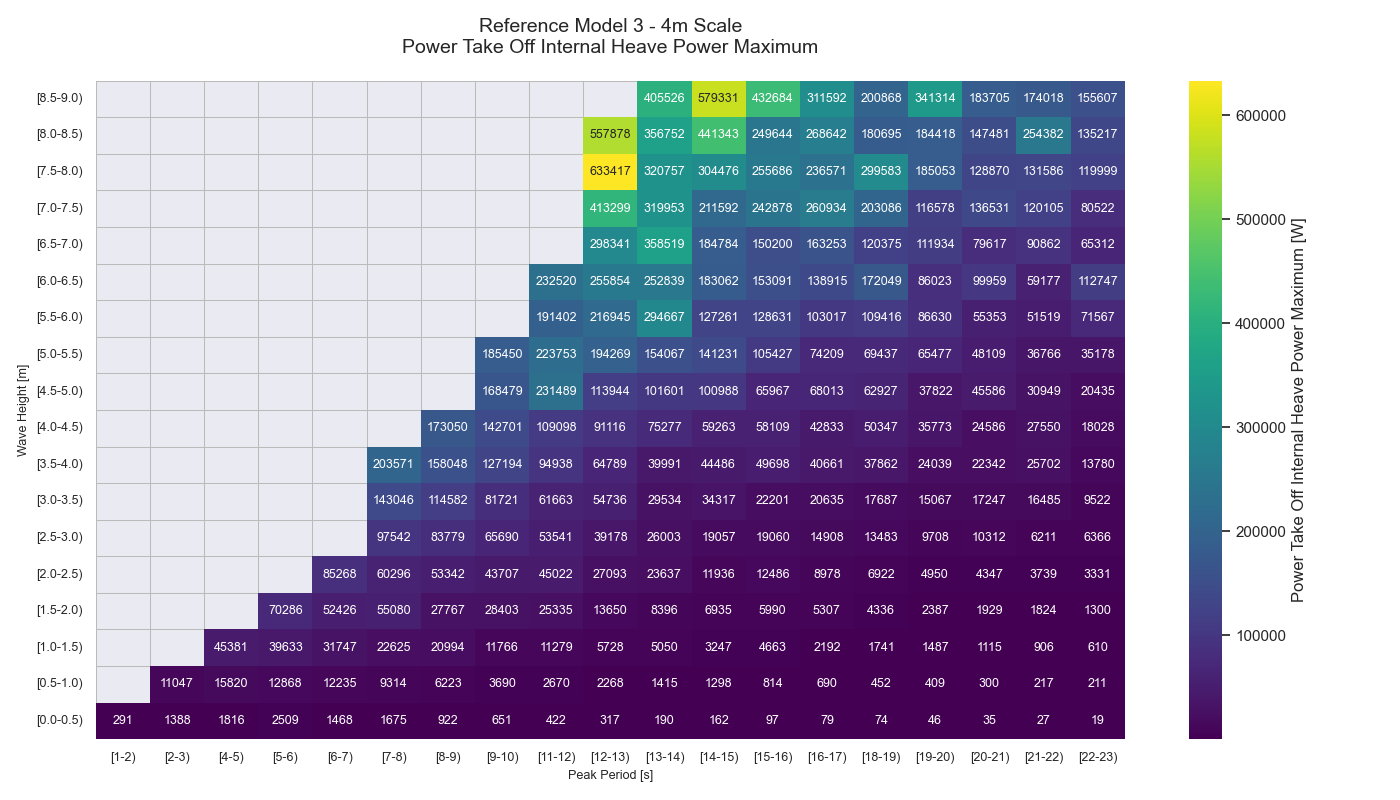 Reference Model 3 - 4m Scale
Power Take Off Internal Heave Power Maximum
[8.5-9.0) 405526 579331 432684 311592 200868 341314 183705 174018 155607
[8.0-8.5) 557878 356752 441343 249644 268642 180695 184418 147481 254382 135217
[7.5-8.0) 633417 320757 304476 255686 236571 299583 185053 128870 131586 119999
[7.0-7.5) 413299 319953 211592 242878 260934 203086 116578 136531 120105 80522
[6.5-7.0) 298341 358519 184784 150200 163253 120375 111934 79617 90862 65312
[6.0-6.5) 232520 255854 252839 183062 153091 138915 172049 86023 99959 59177 112747
[5.5-6.0) 191402 216945 294667 127261 128631 103017 109416 86630 55353 51519 71567
[5.0-5.5) 185450 223753 194269 154067 141231 105427 74209 69437 65477 48109 36766 35178
[4.5-5.0) 168479 231489 113944 101601 100988 65967 68013 62927 37822 45586 30949 20435
[4.0-4.5) 173050 142701 109098 91116 75277 59263 58109 42833 50347 35773 24586 27550 18028
[3.5-4.0) 203571 158048 127194 94938 64789 39991 44486 49698 40661 37862 24039 22342 25702 13780
[3.0-3.5) 143046 114582 81721 61663 54736 29534 34317 22201 20635 17687 15067 17247 16485 9522
[2.5-3.0) 97542 83779 65690 53541 39178 26003 19057 19060 14908 13483 9708 10312 6211 6366
[2.0-2.5) 85268 60296 53342 43707 45022 27093 23637 11936 12486 8978 6922 4950 4347 3739 3331
[1.5-2.0) 70286 52426 55080 27767 28403 25335 13650 8396 6935 5990 5307 4336 2387 1929 1824 1300
[1.0-1.5) 45381 39633 31747 22625 20994 11766 11279 5728 5050 3247 4663 2192 1741 1487 1115 906 610
[0.5-1.0) 11047 15820 12868 12235 9314 6223 3690 2670 2268 1415 1298 814 690 452 409 300 217 211
[0.0-0.5) 291 1388 1816 2509 1468 1675 922 651 422 317 190 162 97 79 74 46 35 27 19
[1-2) [2-3) [4-5) [5-6) [6-7) [7-8) [8-9) [9-10) [11-12) [12-13) [13-14) [14-15) [15-16) [16-17) [18-19) [19-20) [20-21) [21-22) [22-23)
Peak Period [s]
Wave Height [m]
600000
500000
400000
300000
200000
100000
Power Take Off Internal Heave Power Maximum [W]